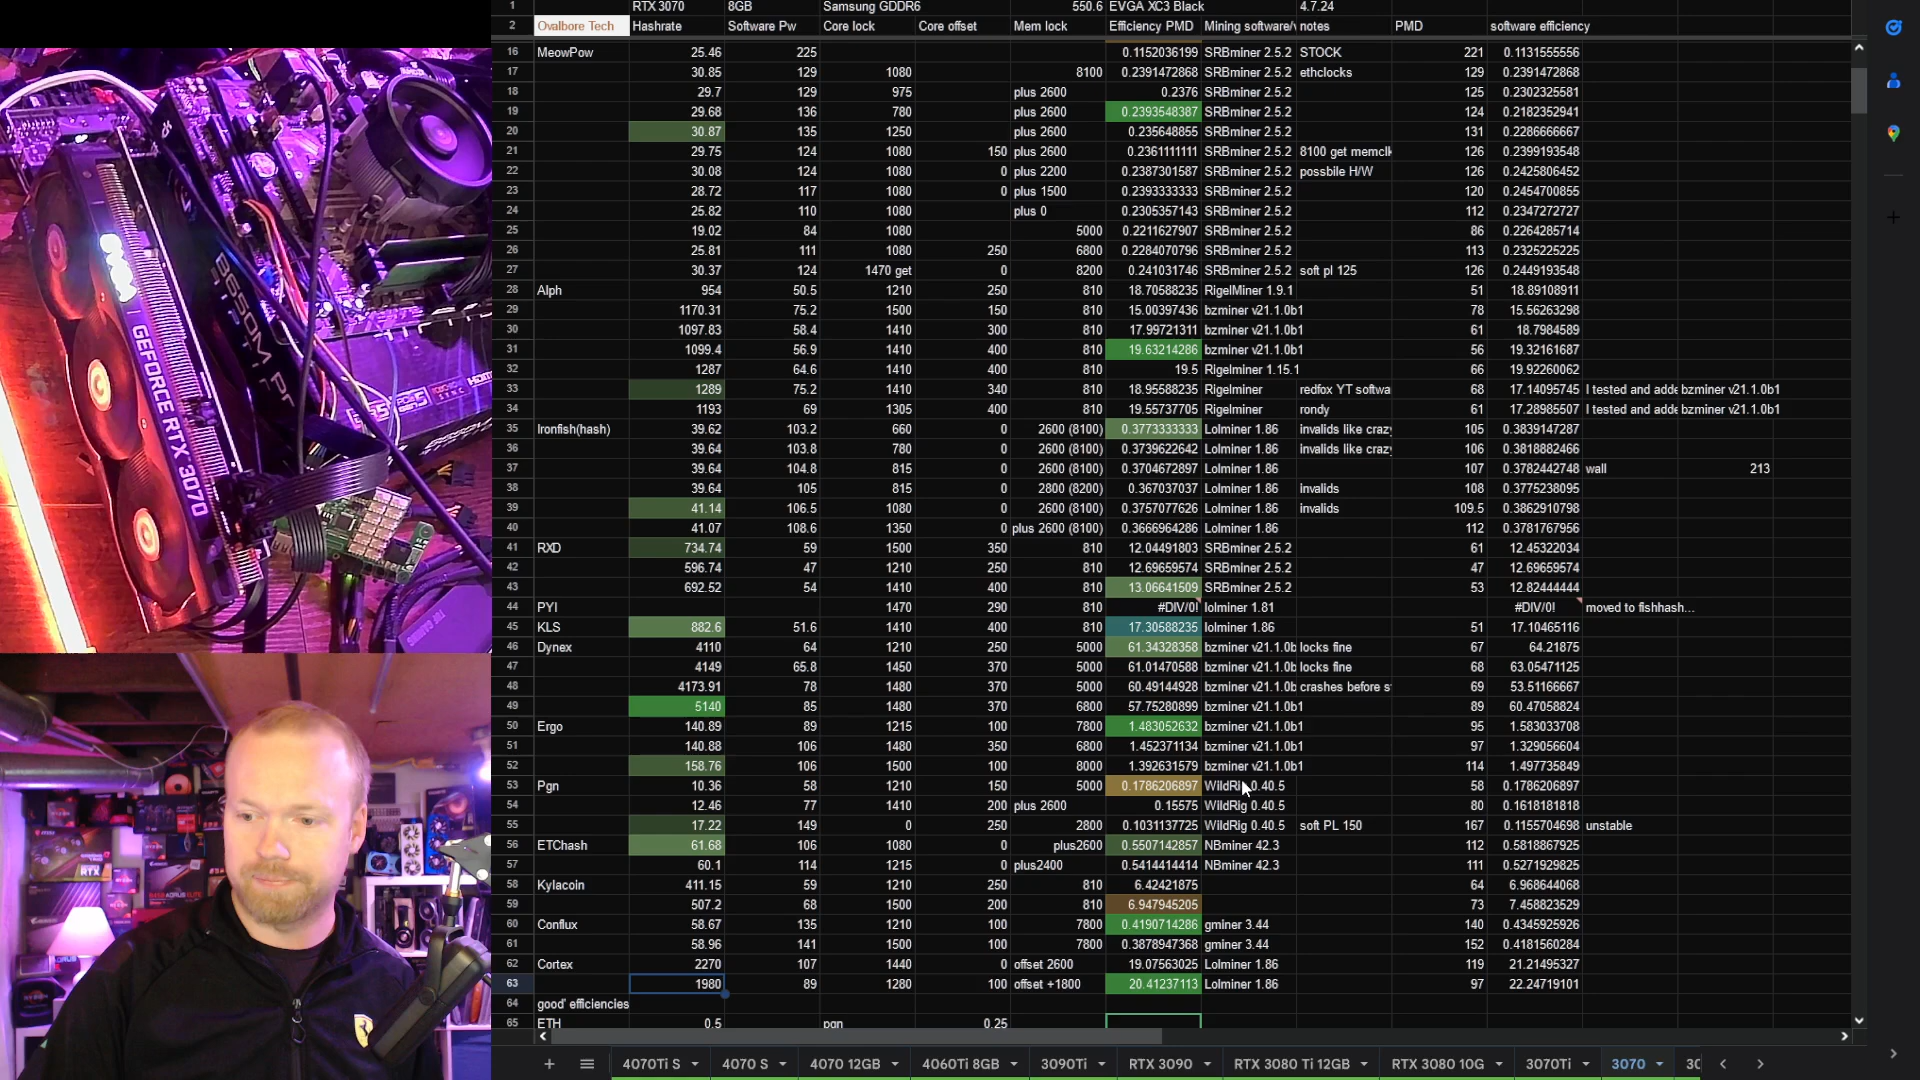 1 RTX 3070 8GB Samsung GDDR6 550.6 EVGA XC3 Black 4.7.24
2 Ovalbore Tech Hashrate Software Pw Core lock Core offset Mem lock Efficiency PMD Mining software/v notes PMD software efficiency
16 MeowPow 25.46 225 0.1152036199 SRBminer 2.5.2 STOCK 221 0.1131555556
17 30.85 129 1080 8100 0.2391472868 SRBminer 2.5.2 ethclocks 129 0.2391472868
18 29.7 129 975 plus 2600 0.2376 SRBminer 2.5.2 125 0.2302325581
19 29.68 136 780 plus 2600 0.2393548387 SRBminer 2.5.2 124 0.2182352941
20 30.87 135 1250 plus 2600 0.235648855 SRBminer 2.5.2 131 0.2286666667
21 29.75 124 1080 150 plus 2600 0.2361111111 SRBminer 2.5.2 8100 get memclk 126 0.2399193548
22 30.08 124 1080 0 plus 2200 0.2387301587 SRBminer 2.5.2 possbile H/W 126 0.2425806452
23 28.72 117 1080 0 plus 1500 0.2393333333 SRBminer 2.5.2 120 0.2454700855
24 25.82 110 1080 plus 0 0.2305357143 SRBminer 2.5.2 112 0.2347272727
25 19.02 84 1080 5000 0.2211627907 SRBminer 2.5.2 86 0.2264285714
26 25.81 111 1080 250 6800 0.2284070796 SRBminer 2.5.2 113 0.2325225225
27 30.37 124 1470 get 0 8200 0.241031746 SRBminer 2.5.2 soft pl 125 126 0.2449193548
28 Alph 954 50.5 1210 250 810 18.70588235 RigelMiner 1.9.1 51 18.89108911
29 1170.31 75.2 1500 150 810 15.00397436 bzminer v21.1.0b1 78 15.56263298
30 1097.83 58.4 1410 300 810 17.99721311 bzminer v21.1.0b1 61 18.7984589
31 1099.4 56.9 1410 400 810 19.63214286 bzminer v21.1.0b1 56 19.32161687
32 1287 64.6 1410 400 810 19.5 Rigelminer 1.15.1 66 19.92260062
33 1289 75.2 1410 340 810 18.95588235 Rigelminer redfox YT softwa 68 17.14095745 I tested and adde bzminer v21.1.0b1
34 1193 69 1305 400 810 19.55737705 Rigelminer rondy 61 17.28985507 I tested and adde bzminer v21.1.0b1
35 Ironfish(hash) 39.62 103.2 660 0 2600 (8100) 0.3773333333 Lolminer 1.86 invalids like crazy 105 0.3839147287
36 39.64 103.8 780 0 2600 (8100) 0.3739622642 Lolminer 1.86 invalids like crazy 106 0.3818882466
37 39.64 104.8 815 0 2600 (8100) 0.3704672897 Lolminer 1.86 107 0.3782442748 wall 213
38 39.64 105 815 0 2800 (8200) 0.367037037 Lolminer 1.86 invalids 108 0.3775238095
39 41.14 106.5 1080 0 2600 (8100) 0.3757077626 Lolminer 1.86 invalids 109.5 0.3862910798
40 41.07 108.6 1350 0 plus 2600 (8100) 0.3666964286 Lolminer 1.86 112 0.3781767956
41 RXD 734.74 59 1500 350 810 12.04491803 SRBminer 2.5.2 61 12.45322034
42 596.74 47 1210 250 810 12.69659574 SRBminer 2.5.2 47 12.69659574
43 692.52 54 1410 400 810 13.06641509 SRBminer 2.5.2 53 12.82444444
44 PYI 1470 290 810 #DIV/0! lolminer 1.81 #DIV/0! moved to fishhash...
45 KLS 882.6 51.6 1410 400 810 17.30588235 lolminer 1.86 51 17.10465116
46 Dynex 4110 64 1210 250 5000 61.34328358 bzminer v21.1.0b locks fine 67 64.21875
47 4149 65.8 1450 370 5000 61.01470588 bzminer v21.1.0b locks fine 68 63.05471125
48 4173.91 78 1480 370 5000 60.49144928 bzminer v21.1.0b crashes before s 69 53.51166667
49 5140 85 1480 370 6800 57.75280899 bzminer v21.1.0b1 89 60.47058824
50 Ergo 140.89 89 1215 100 7800 1.483052632 bzminer v21.1.0b1 95 1.583033708
51 140.88 106 1480 350 6800 1.452371134 bzminer v21.1.0b1 97 1.329056604
52 158.76 106 1500 100 8000 1.392631579 bzminer v21.1.0b1 114 1.497735849
53 Pgn 10.36 58 1210 150 5000 0.1786206897 WildRig 0.40.5 58 0.1786206897
54 12.46 77 1410 200 plus 2600 0.15575 WildRig 0.40.5 80 0.1618181818
55 17.22 149 0 250 2800 0.1031137725 WildRig 0.40.5 soft PL 150 167 0.1155704698 unstable
56 ETChash 61.68 106 1080 0 plus2600 0.5507142857 NBminer 42.3 112 0.5818867925
57 60.1 114 1215 0 plus2400 0.5414414414 NBminer 42.3 111 0.5271929825
58 Kylacoin 411.15 59 1210 250 810 6.42421875 64 6.968644068
59 507.2 68 1500 200 810 6.947945205 73 7.458823529
60 Conflux 58.67 135 1210 100 7800 0.4190714286 gminer 3.44 140 0.4345925926
61 58.96 141 1500 100 7800 0.3878947368 gminer 3.44 152 0.4181560284
62 Cortex 2270 107 1440 0 offset 2600 19.07563025 Lolminer 1.86 119 21.21495327
63 1980 89 1280 100 offset +1800 20.41237113 Lolminer 1.86 97 22.24719101
64 good' efficiencies
65 ETH 0.5 pgn 0.25
4070Ti S 4070 S 4070 12GB 4060Ti 8GB 3090Ti RTX 3090 RTX 3080 Ti 12GB RTX 3080 10G 3070Ti 3070 30
GEFORCE RTX 3070
B650M Pr